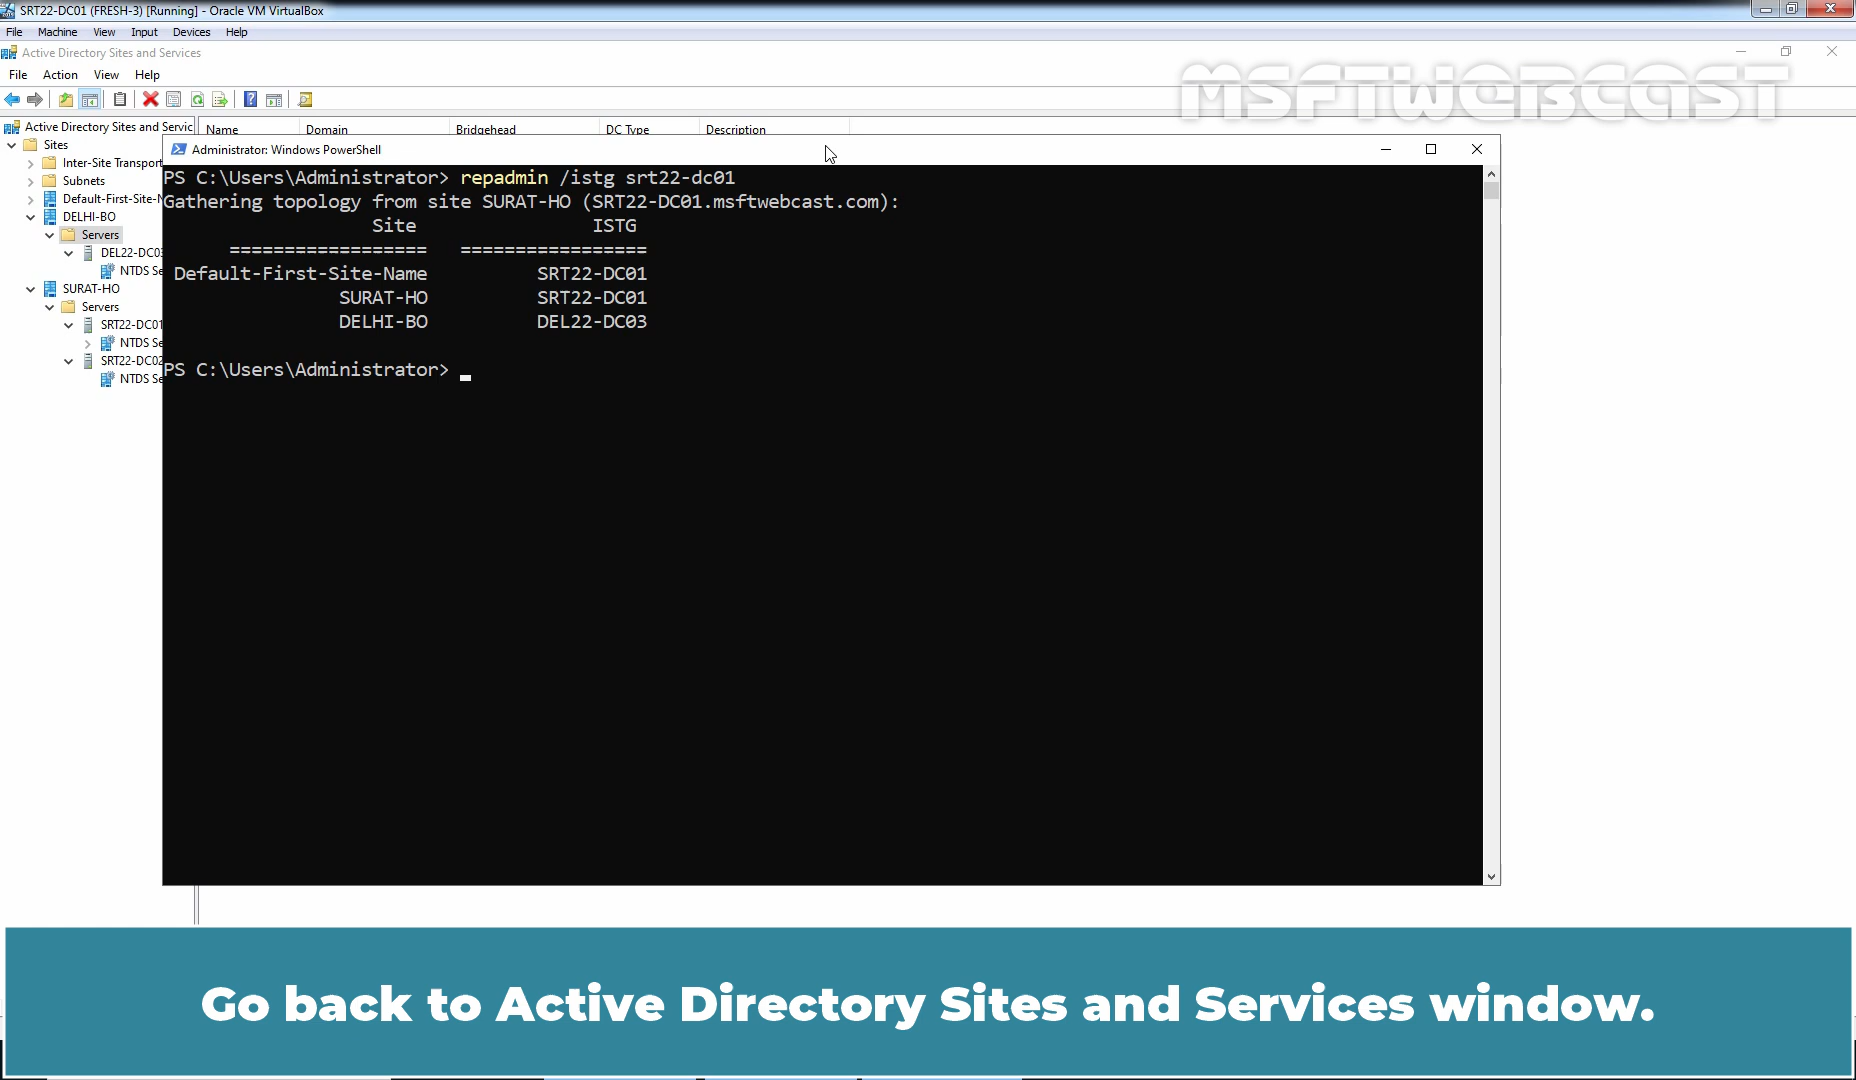 SRT22-DC01 (FRESH-3) [Running] - Oracle VM VirtualBox
File Machine View Input Devices Help
Active Directory Sites and Services
File Action View Help
MSFTWEBCAST
Active Directory Sites and Servic
Name Domain Bridgehead DC Type Description
Sites
Inter-Site Transport
Subnets
Default-First-Site-N
DELHI-BO
Servers
DEL22-DC03
NTDS Se
SURAT-HO
Servers
SRT22-DC01
NTDS Se
SRT22-DC02
NTDS Se
Administrator: Windows PowerShell
PS C:\Users\Administrator> repadmin /istg srt22-dc01
Gathering topology from site SURAT-HO (SRT22-DC01.msftwebcast.com):
Site ISTG
================== =================
Default-First-Site-Name SRT22-DC01
SURAT-HO SRT22-DC01
DELHI-BO DEL22-DC03
PS C:\Users\Administrator>
Go back to Active Directory Sites and Services window.